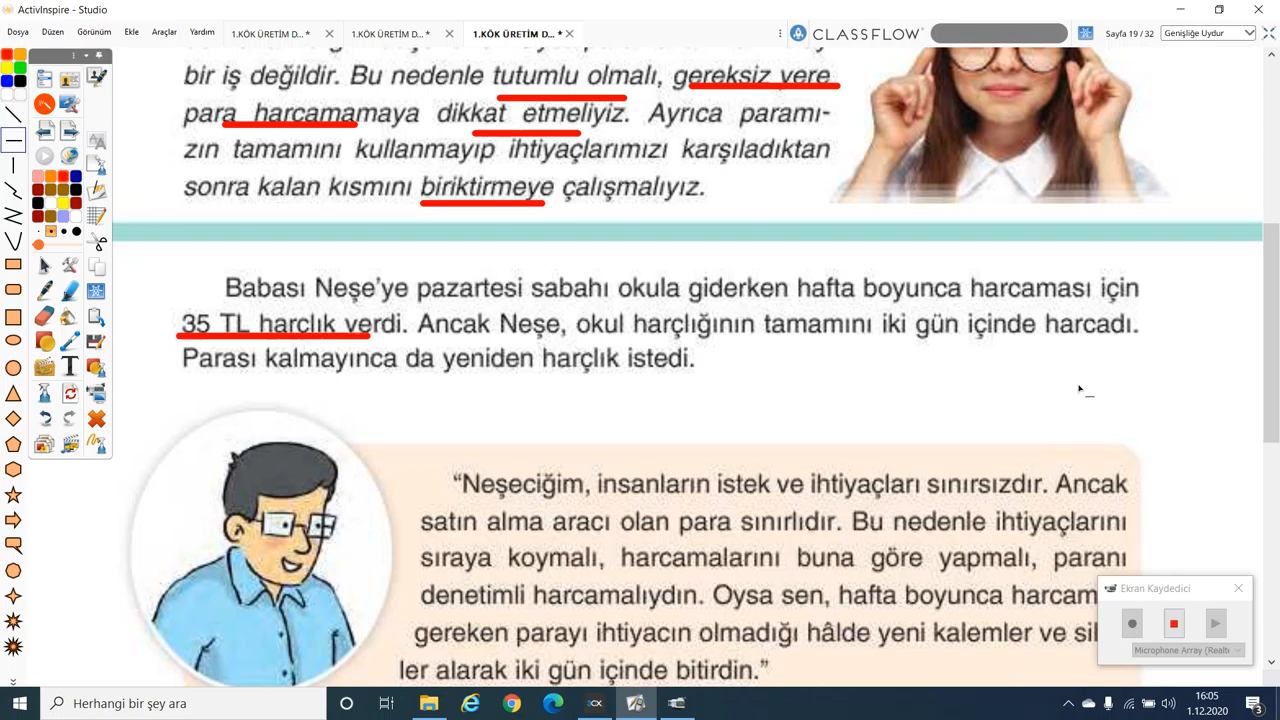 ActivInspire - Studio
Dosya Düzen Görünüm Ekle Araçlar Yardım
1.KÖK ÜRETİM D... *
1.KÖK ÜRETİM D... *
1.KÖK ÜRETİM D... *
CLASSFLOW
Sayfa 19 / 32
Genişliğe Uydur
bir iş değildir. Bu nedenle tutumlu olmalı, gereksiz yere
para harcamamaya dikkat etmeliyiz. Ayrıca paramı-
zın tamamını kullanmayıp ihtiyaçlarımızı karşıladıktan
sonra kalan kısmını biriktirmeye çalışmalıyız.
Babası Neşe'ye pazartesi sabahı okula giderken hafta boyunca harcaması için
35 TL harçlık verdi. Ancak Neşe, okul harçlığının tamamını iki gün içinde harcadı.
Parası kalmayınca da yeniden harçlık istedi.
“Neşeciğim, insanların istek ve ihtiyaçları sınırsızdır. Ancak
satın alma aracı olan para sınırlıdır. Bu nedenle ihtiyaçlarını
sıraya koymalı, harcamalarını buna göre yapmalı, paranı
denetimli harcamalıydın. Oysa sen, hafta boyunca harcam
gereken parayı ihtiyacın olmadığı hâlde yeni kalemler ve sil
ler alarak iki gün içinde bitirdin.”
Ekran Kaydedici
Microphone Array (Realte
Herhangi bir şey ara
16:05
1.12.2020
3